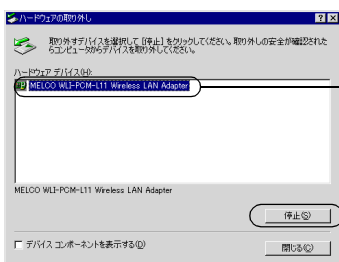 ハードウェアの取り外し
取り外すデバイスを選択して [停止] をクリックしてください。取り外しの安全が確認された
らコンピュータからデバイスを取り外してください。
ハードウェア デバイス(H):
MELCO WLI-PCM-L11 Wireless LAN Adapter
MELCO WLI-PCM-L11 Wireless LAN Adapter
停止(S)
デバイス コンポーネントを表示する(D)
閉じる(C)